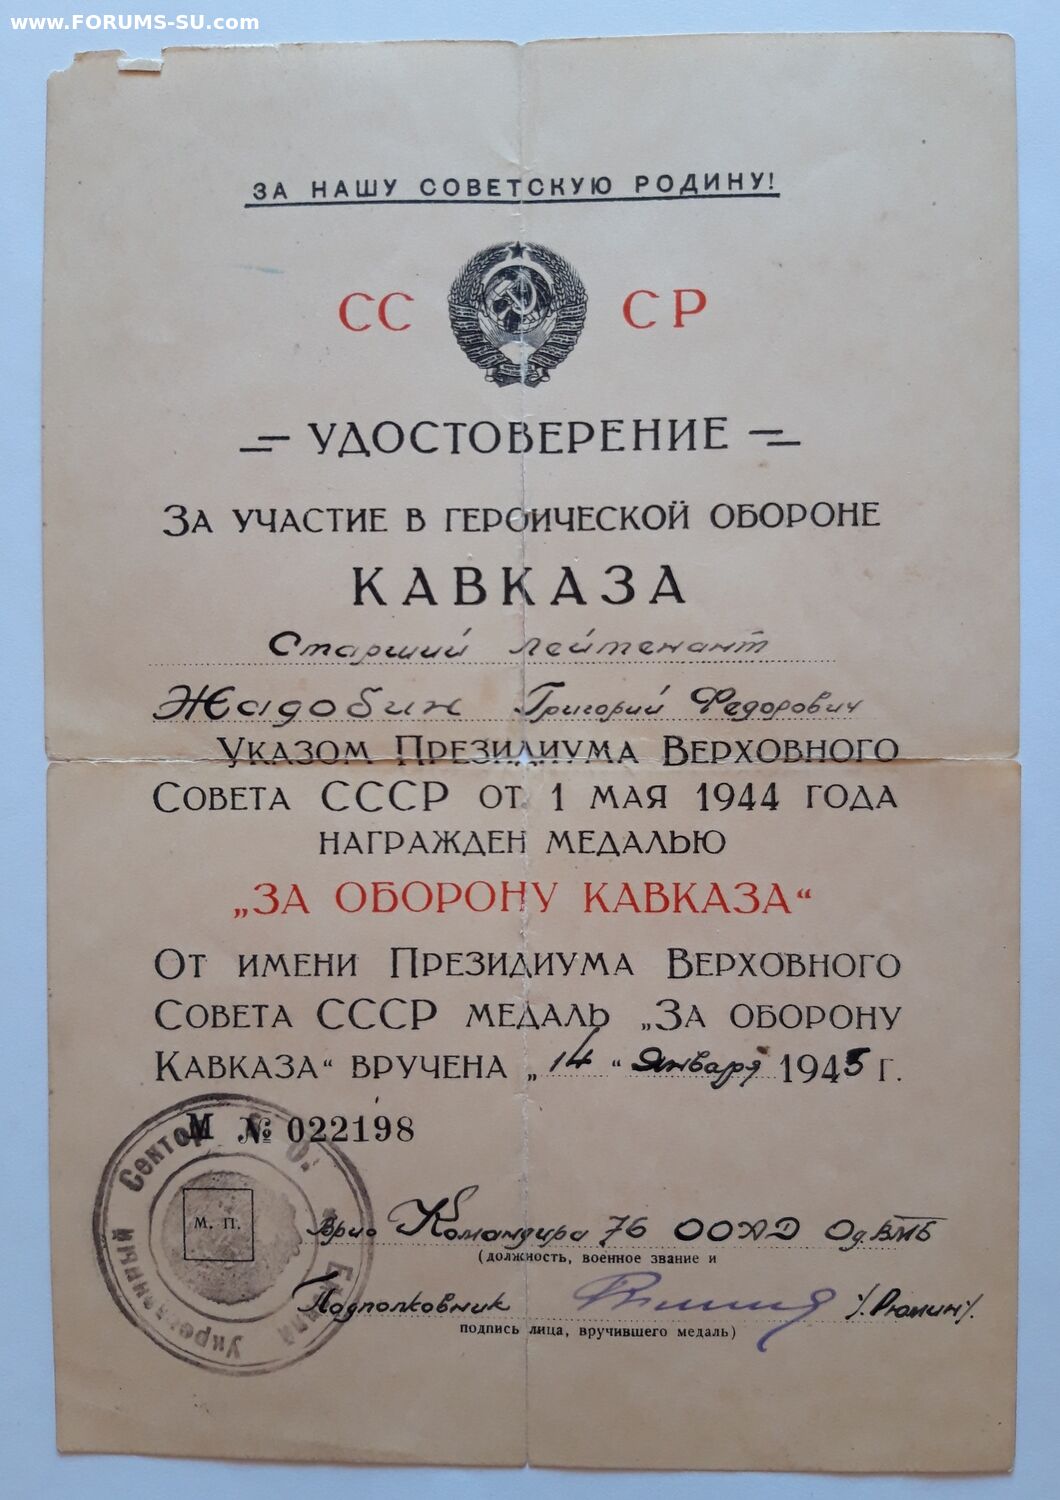 www.FORUMS-SU.com
ЗА НАШУ СОВЕТСКУЮ РОДИНУ!
СС СР
УДОСТОВЕРЕНИЕ
ЗА УЧАСТИЕ В ГЕРОИЧЕСКОЙ ОБОРОНЕ
КАВКАЗА
Старший лейтенант
Жадобин Григорий Федорович
УКАЗОМ ПРЕЗИДИУМА ВЕРХОВНОГО
СОВЕТА СССР ОТ 1 МАЯ 1944 ГОДА
НАГРАЖДЕН МЕДАЛЬЮ
„ЗА ОБОРОНУ КАВКАЗА“
ОТ ИМЕНИ ПРЕЗИДИУМА ВЕРХОВНОГО
СОВЕТА СССР МЕДАЛЬ „ЗА ОБОРОНУ
КАВКАЗА“ ВРУЧЕНА „14“ Января 1945 Г.
М № 022198
Сектор
Укрепленный
М. П.
Врио Командира 76 ООАД Од.ВМБ
(должность, военное звание и
Подполковник /.Рюмин/.
подпись лица, вручившего медаль)